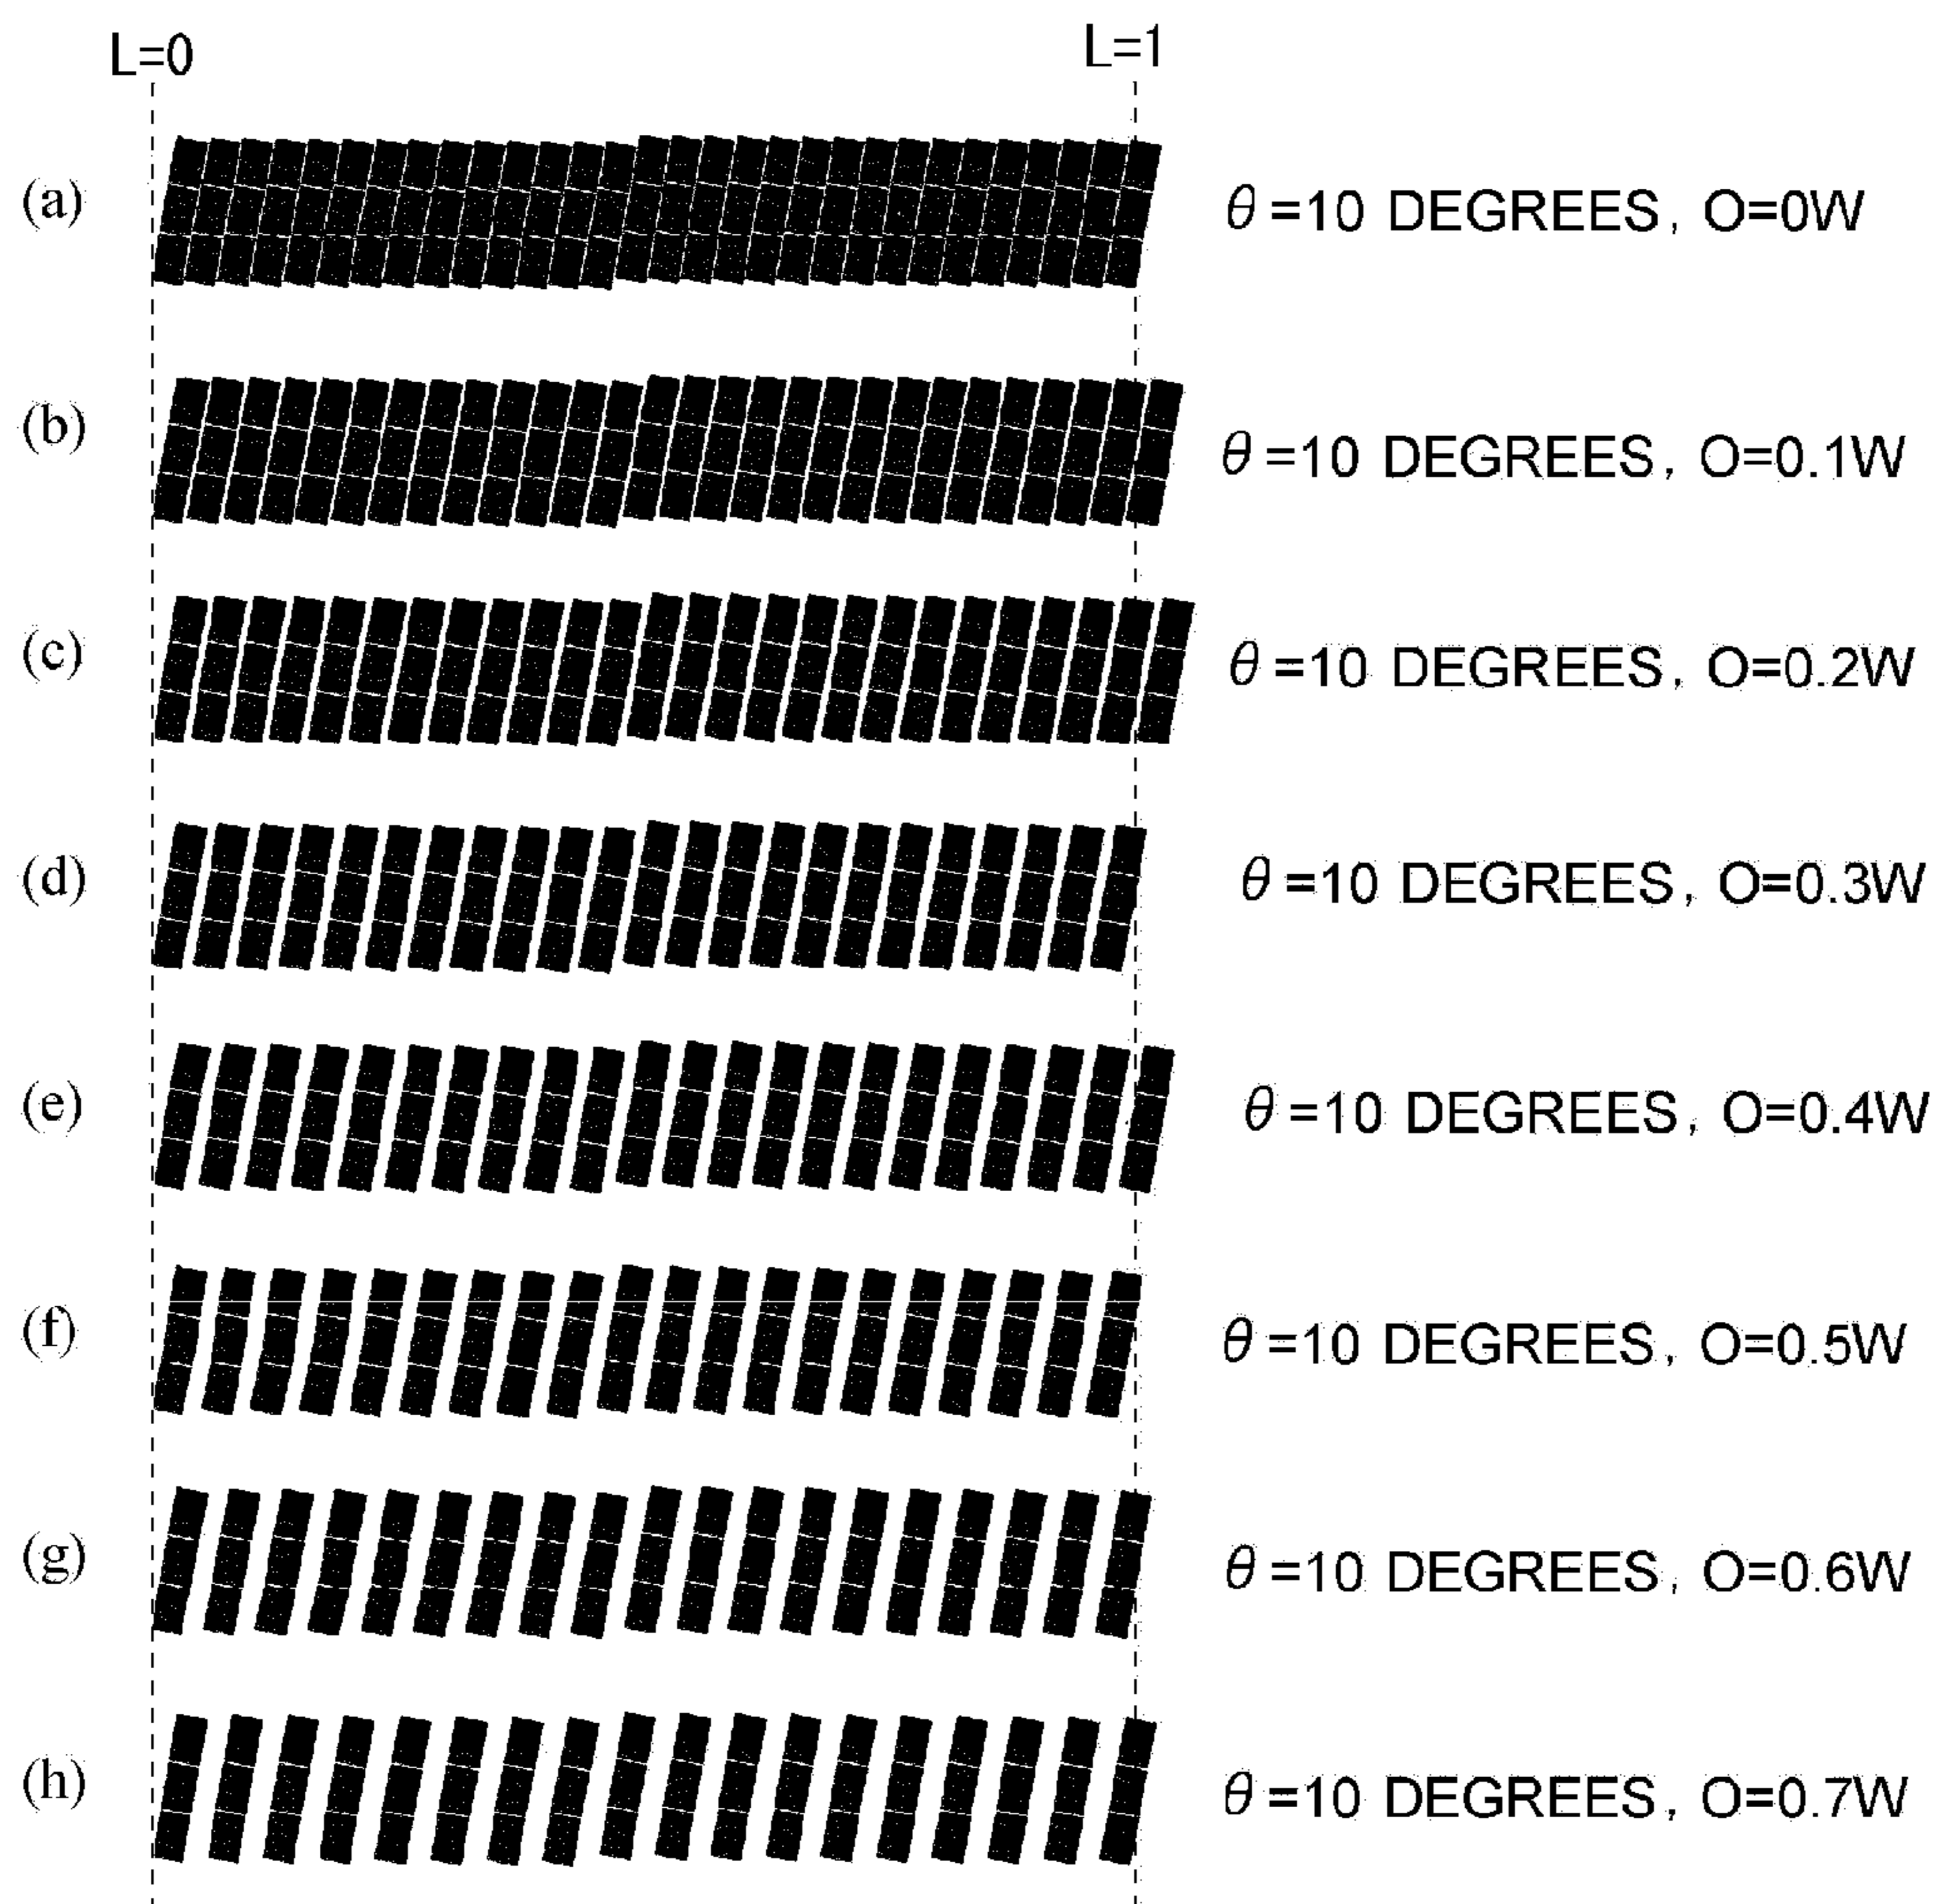 L=0 L=1
(a) θ=10 DEGREES, O=0W
(b) θ=10 DEGREES, O=0.1W
(c) θ=10 DEGREES, O=0.2W
(d) θ=10 DEGREES, O=0.3W
(e) θ=10 DEGREES, O=0.4W
(f) θ=10 DEGREES, O=0.5W
(g) θ=10 DEGREES, O=0.6W
(h) θ=10 DEGREES, O=0.7W